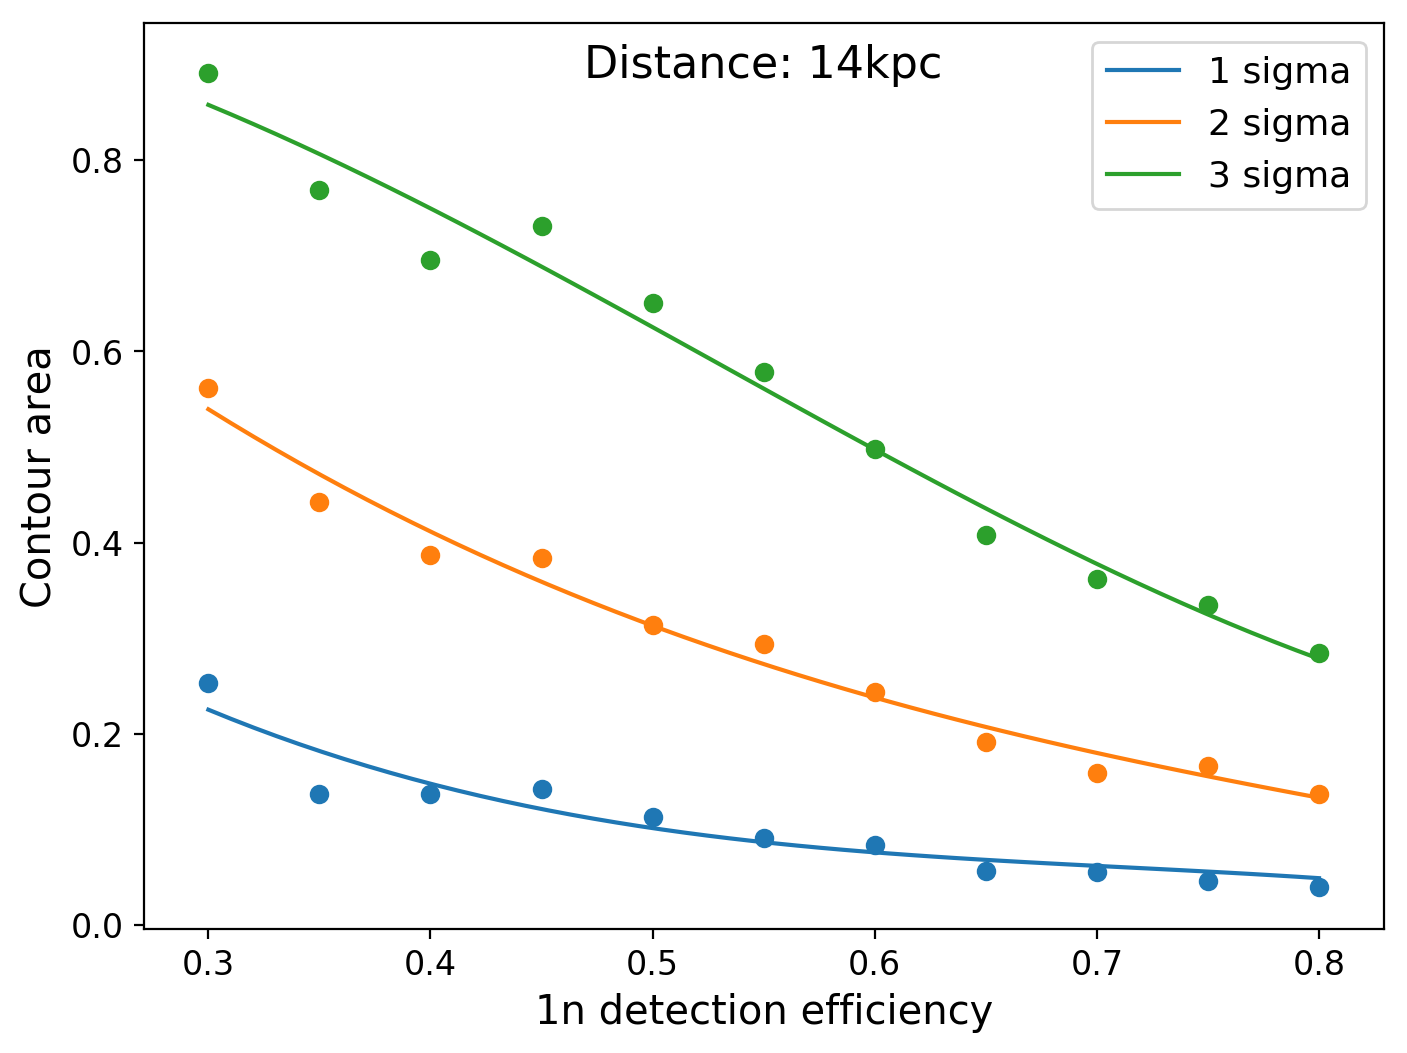 Distance: 14kpc
1 sigma
2 sigma
3 sigma
Contour area
0.8
0.6
0.4
0.2
0.0
0.3 0.4 0.5 0.6 0.7 0.8
1n detection efficiency